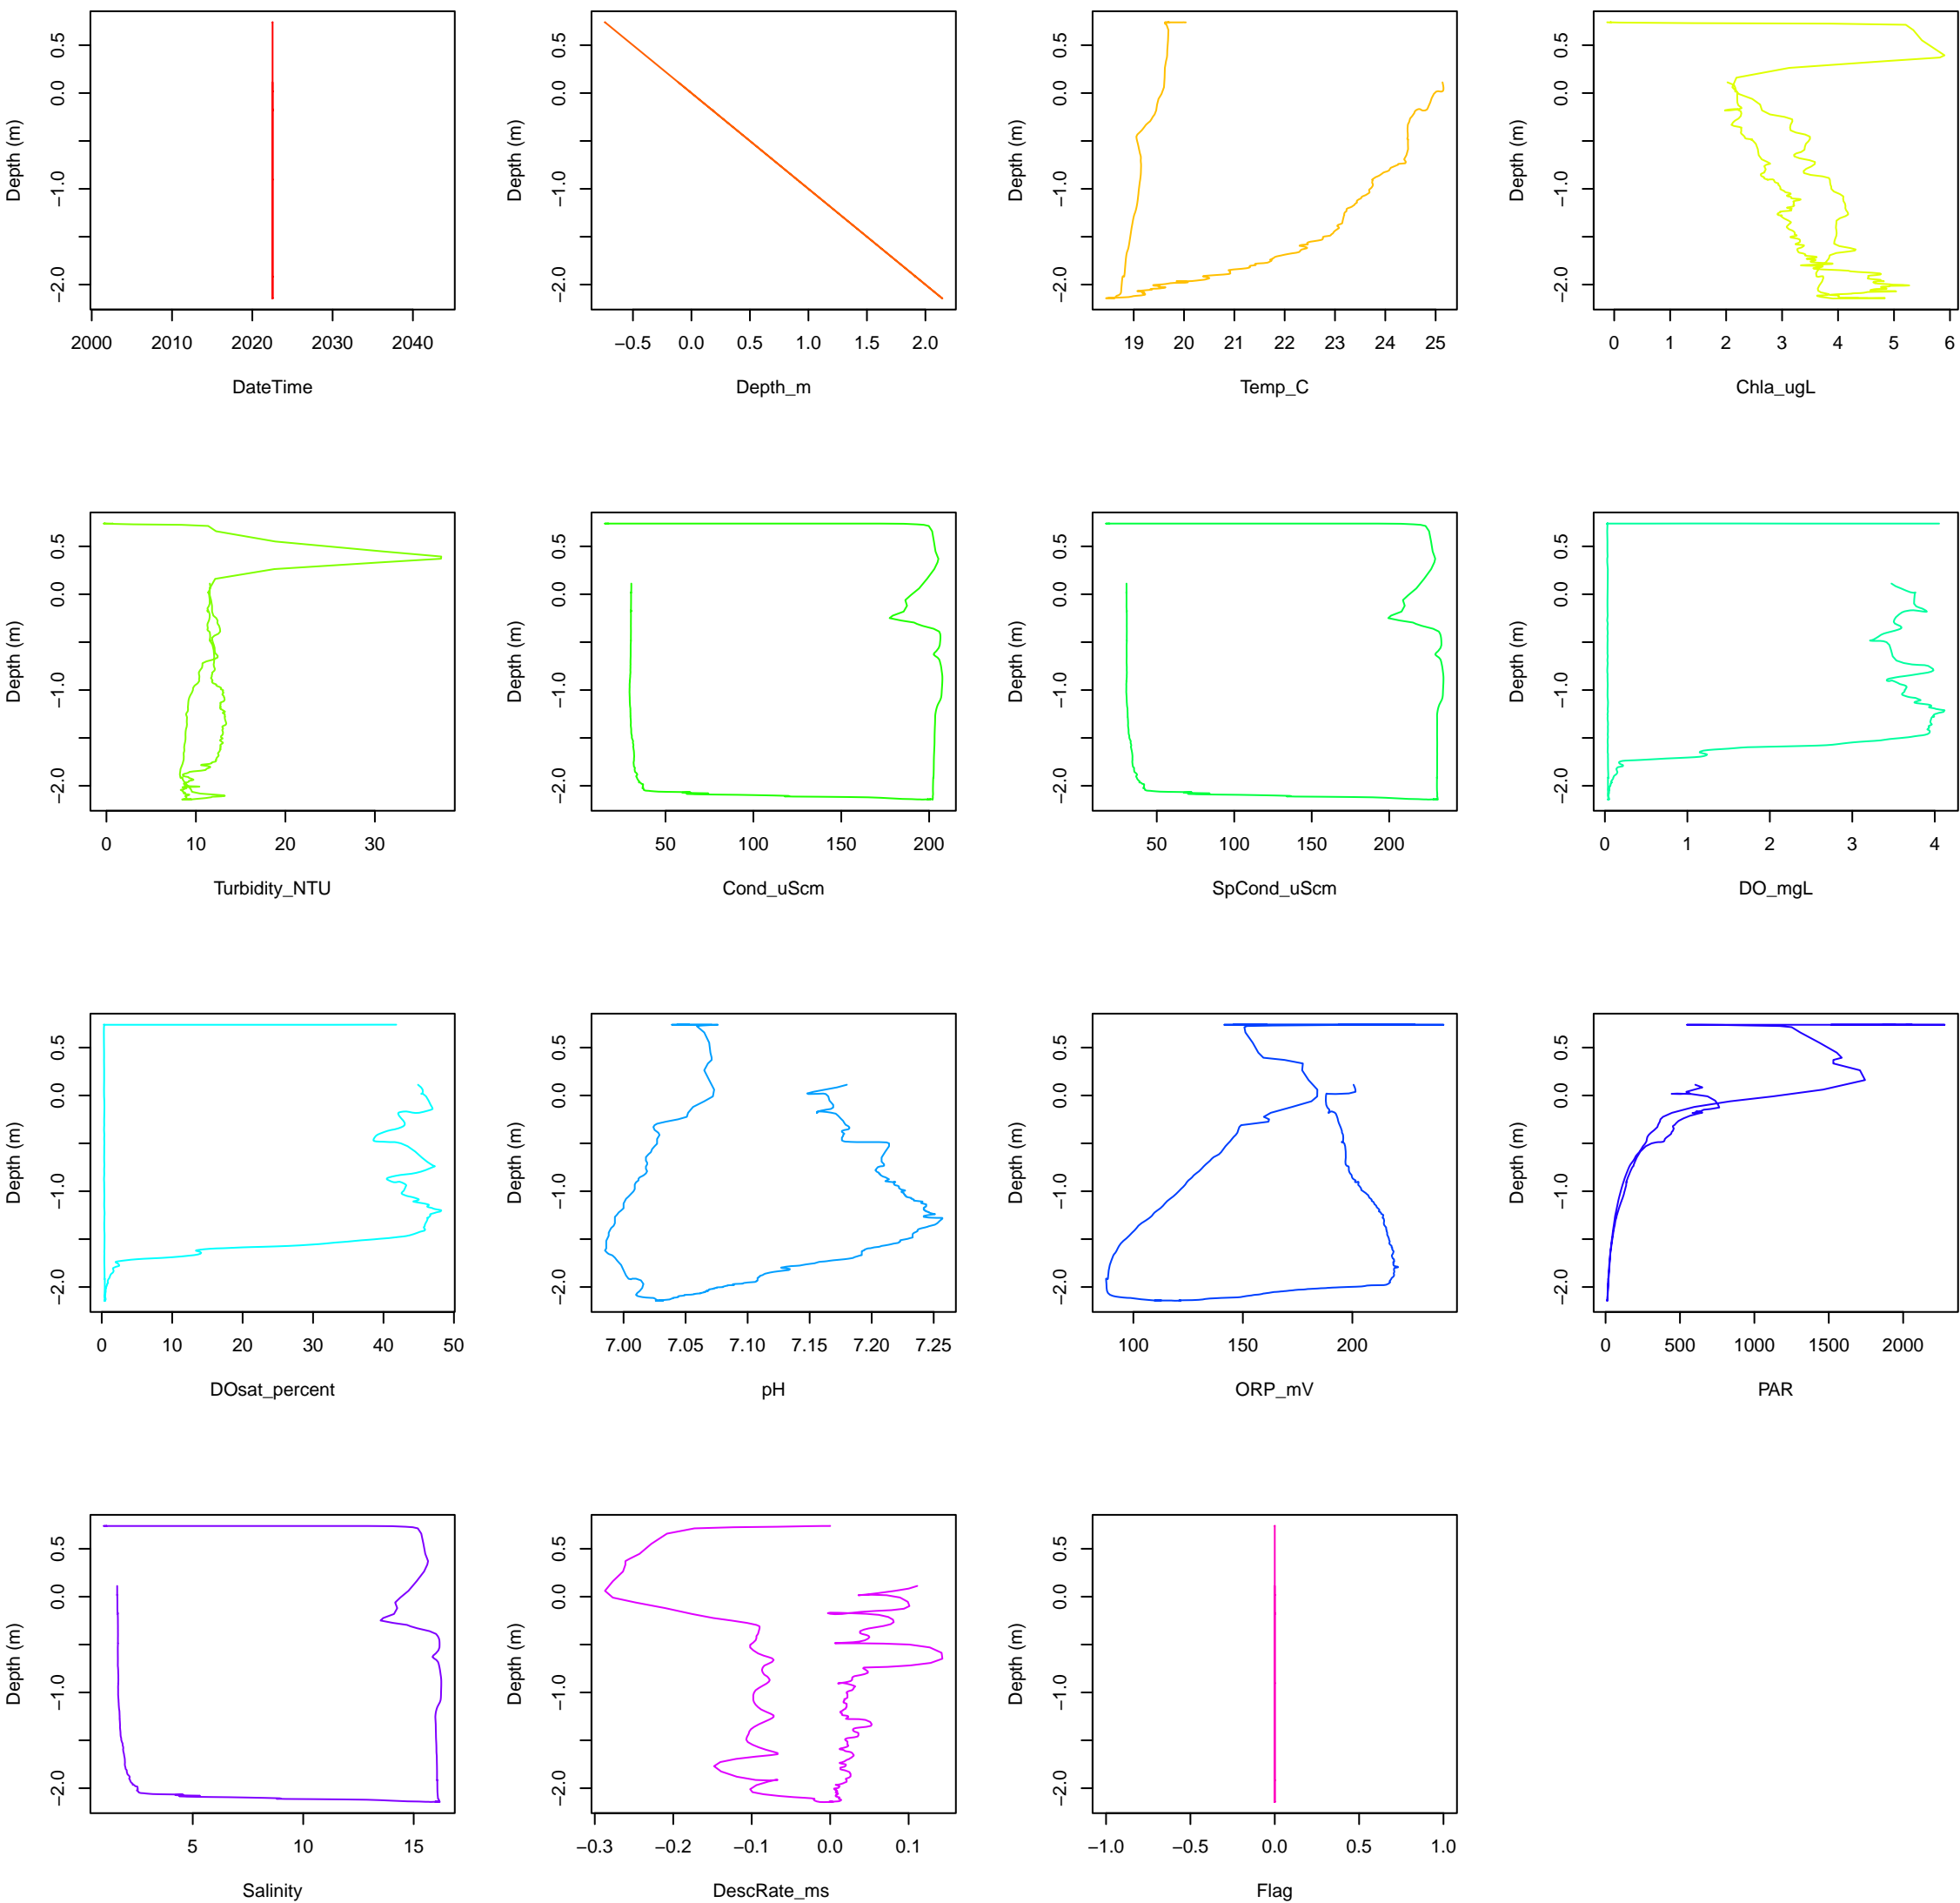 Depth (m)
0.5
0.0
−1.0
−2.0
2000 2010 2020 2030 2040
DateTime
Depth (m)
0.5
0.0
−1.0
−2.0
−0.5 0.0 0.5 1.0 1.5 2.0
Depth_m
Depth (m)
0.5
0.0
−1.0
−2.0
19 20 21 22 23 24 25
Temp_C
Depth (m)
0.5
0.0
−1.0
−2.0
0 1 2 3 4 5 6
Chla_ugL
Depth (m)
0.5
0.0
−1.0
−2.0
0 10 20 30
Turbidity_NTU
Depth (m)
0.5
0.0
−1.0
−2.0
50 100 150 200
Cond_uScm
Depth (m)
0.5
0.0
−1.0
−2.0
50 100 150 200
SpCond_uScm
Depth (m)
0.5
0.0
−1.0
−2.0
0 1 2 3 4
DO_mgL
Depth (m)
0.5
0.0
−1.0
−2.0
0 10 20 30 40 50
DOsat_percent
Depth (m)
0.5
0.0
−1.0
−2.0
7.00 7.05 7.10 7.15 7.20 7.25
pH
Depth (m)
0.5
0.0
−1.0
−2.0
100 150 200
ORP_mV
Depth (m)
0.5
0.0
−1.0
−2.0
0 500 1000 1500 2000
PAR
Depth (m)
0.5
0.0
−1.0
−2.0
5 10 15
Salinity
Depth (m)
0.5
0.0
−1.0
−2.0
−0.3 −0.2 −0.1 0.0 0.1
DescRate_ms
Depth (m)
0.5
0.0
−1.0
−2.0
−1.0 −0.5 0.0 0.5 1.0
Flag